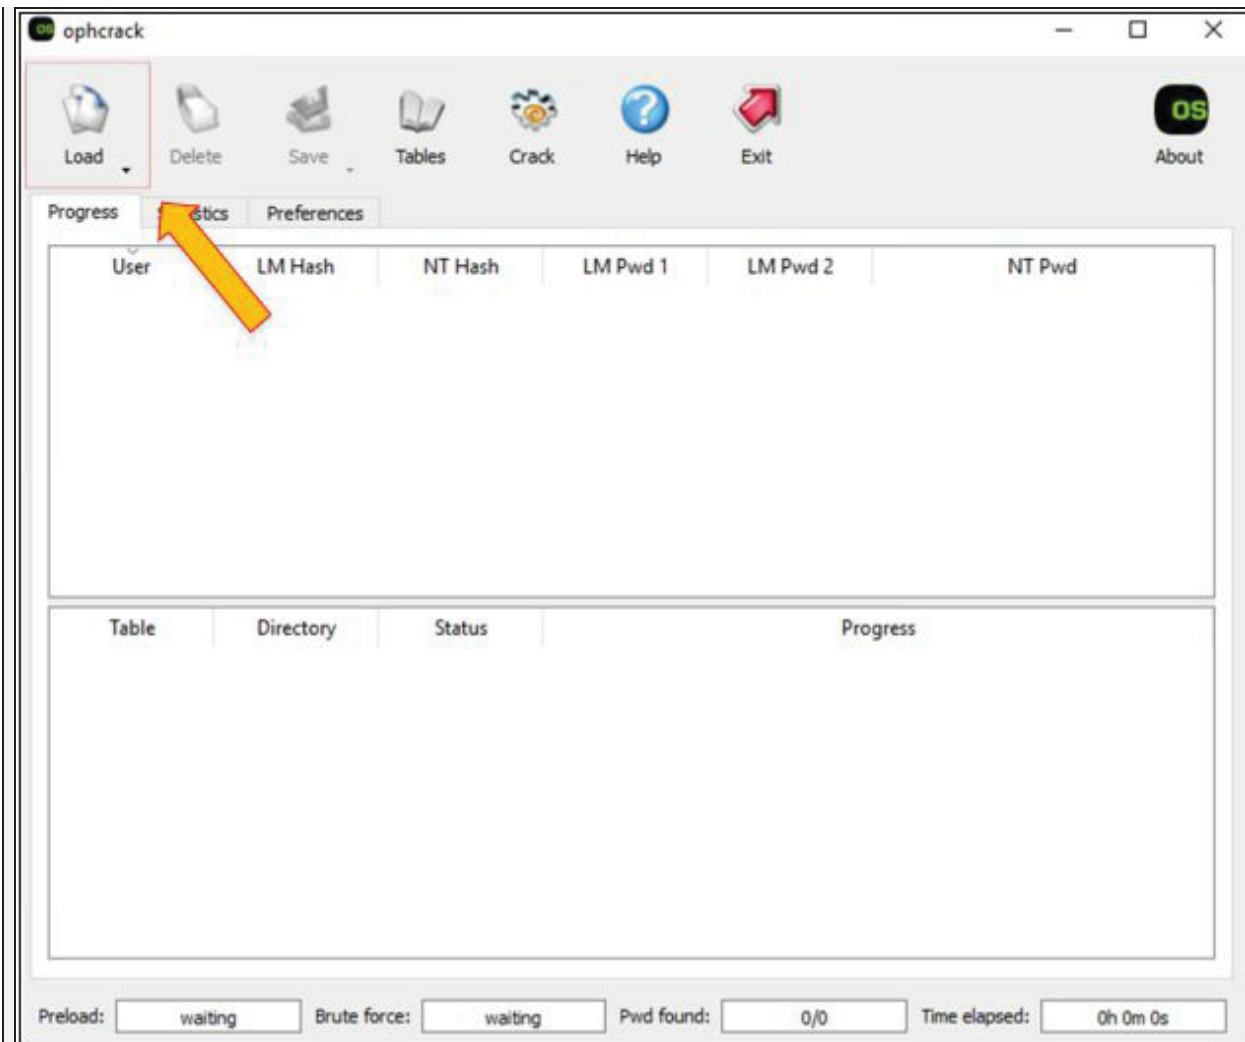 OS ophcrack
OS
Load Delete Save Tables Crack Help Exit About
Progress Preferences
User LM Hash NT Hash LM Pwd 1 LM Pwd 2 NT Pwd
Table Directory Status Progress
Preload: waiting Brute force: waiting Pwd found: 0/0 Time elapsed: 0h 0m 0s